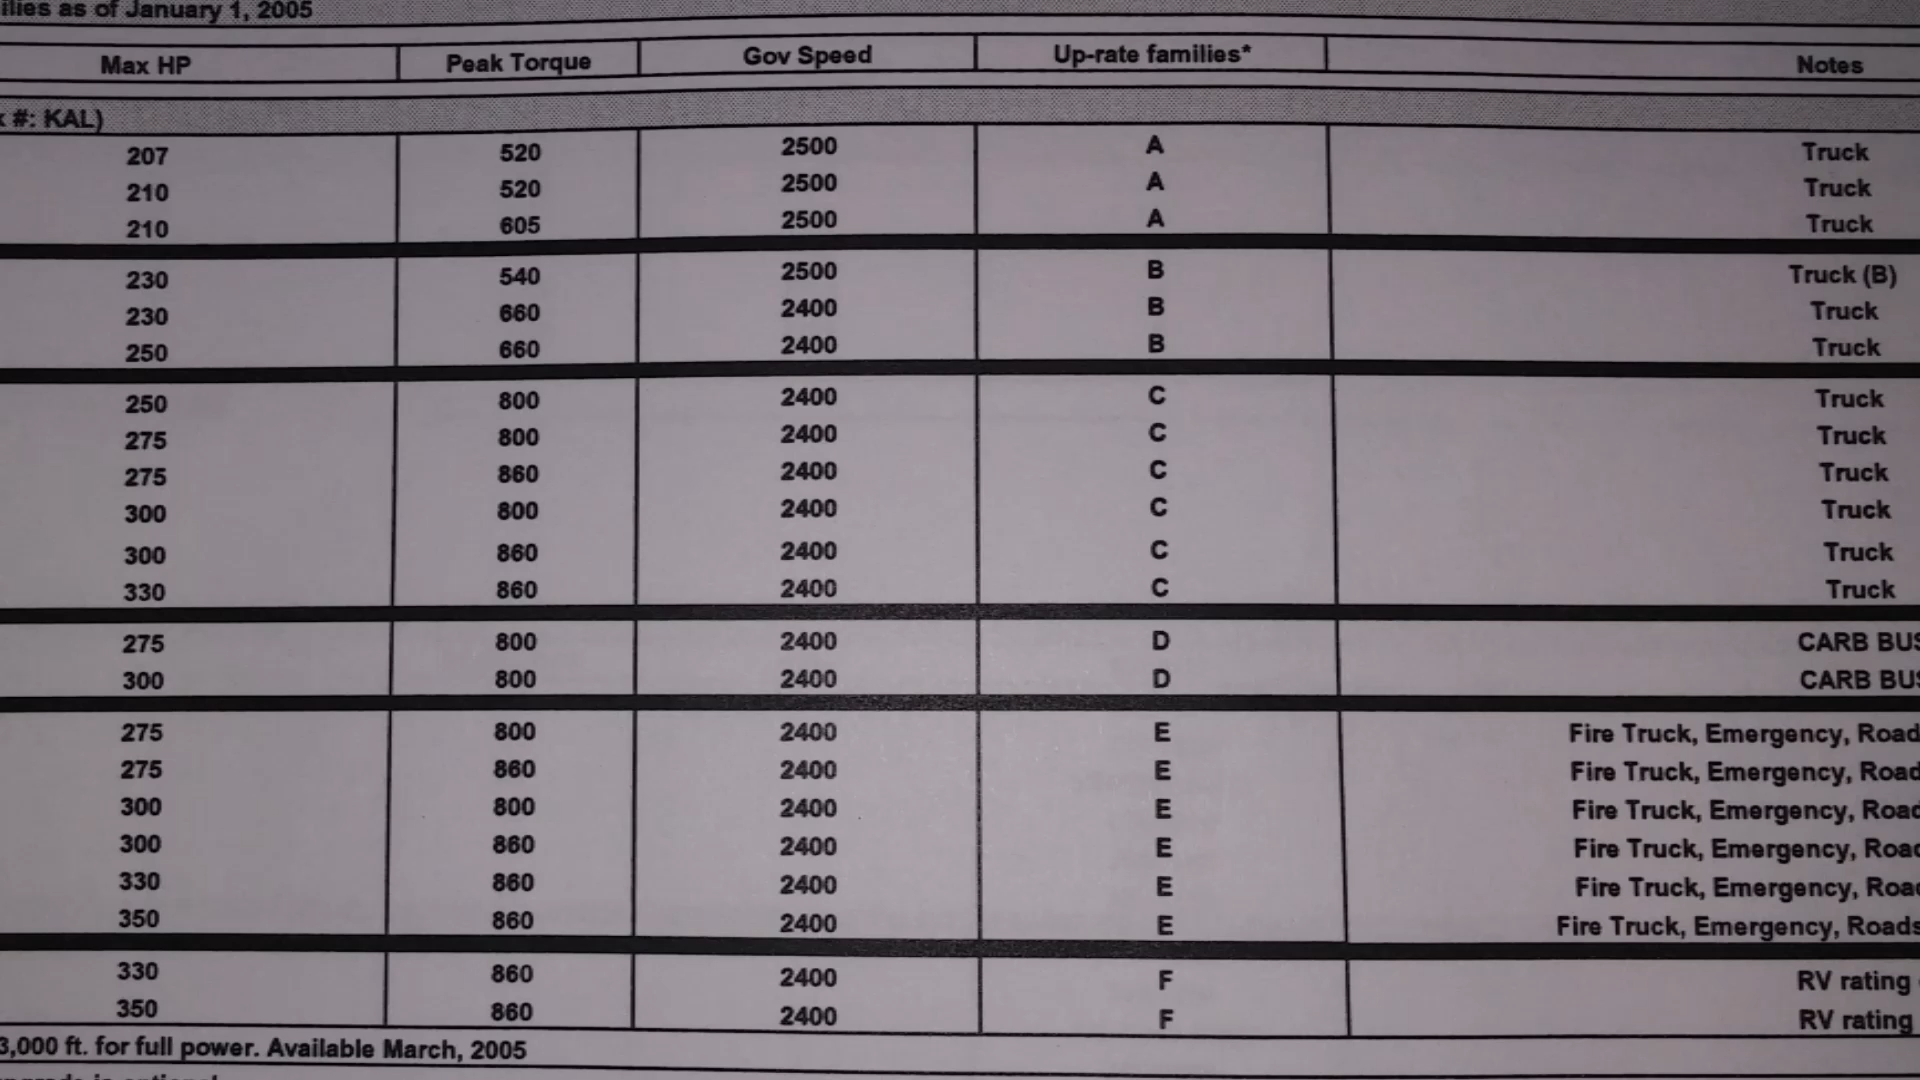 as of January 1, 2005
Max HP Peak Torque Gov Speed Up-rate families* Notes
#: KAL)
207 520 2500 A Truck
210 520 2500 A Truck
210 605 2500 A Truck
230 540 2500 B Truck (B)
230 660 2400 B Truck
250 660 2400 B Truck
250 800 2400 C Truck
275 800 2400 C Truck
275 860 2400 C Truck
300 800 2400 C Truck
300 860 2400 C Truck
330 860 2400 C Truck
275 800 2400 D CARB BUS
300 800 2400 D CARB BUS
275 800 2400 E Fire Truck, Emergency, Road
275 860 2400 E Fire Truck, Emergency, Road
300 800 2400 E Fire Truck, Emergency, Road
300 860 2400 E Fire Truck, Emergency, Road
330 860 2400 E Fire Truck, Emergency, Road
350 860 2400 E Fire Truck, Emergency, Roads
330 860 2400 F RV rating
350 860 2400 F RV rating
3,000 ft. for full power. Available March, 2005